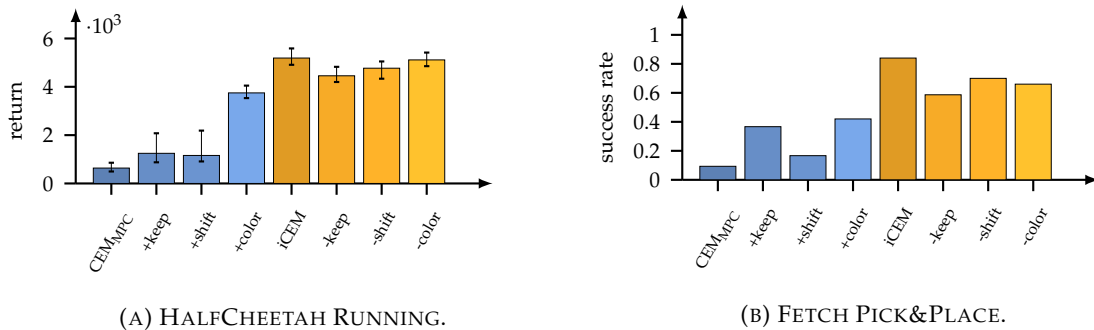 ·10³
6
4
2
0
return
CEMMPC
+keep
+shift
+color
iCEM
-keep
-shift
-color
(A) HALFCHEETAH RUNNING.
1
0.8
0.6
0.4
0.2
0
success rate
CEMMPC
+keep
+shift
+color
iCEM
-keep
-shift
-color
(B) FETCH PICK&PLACE.